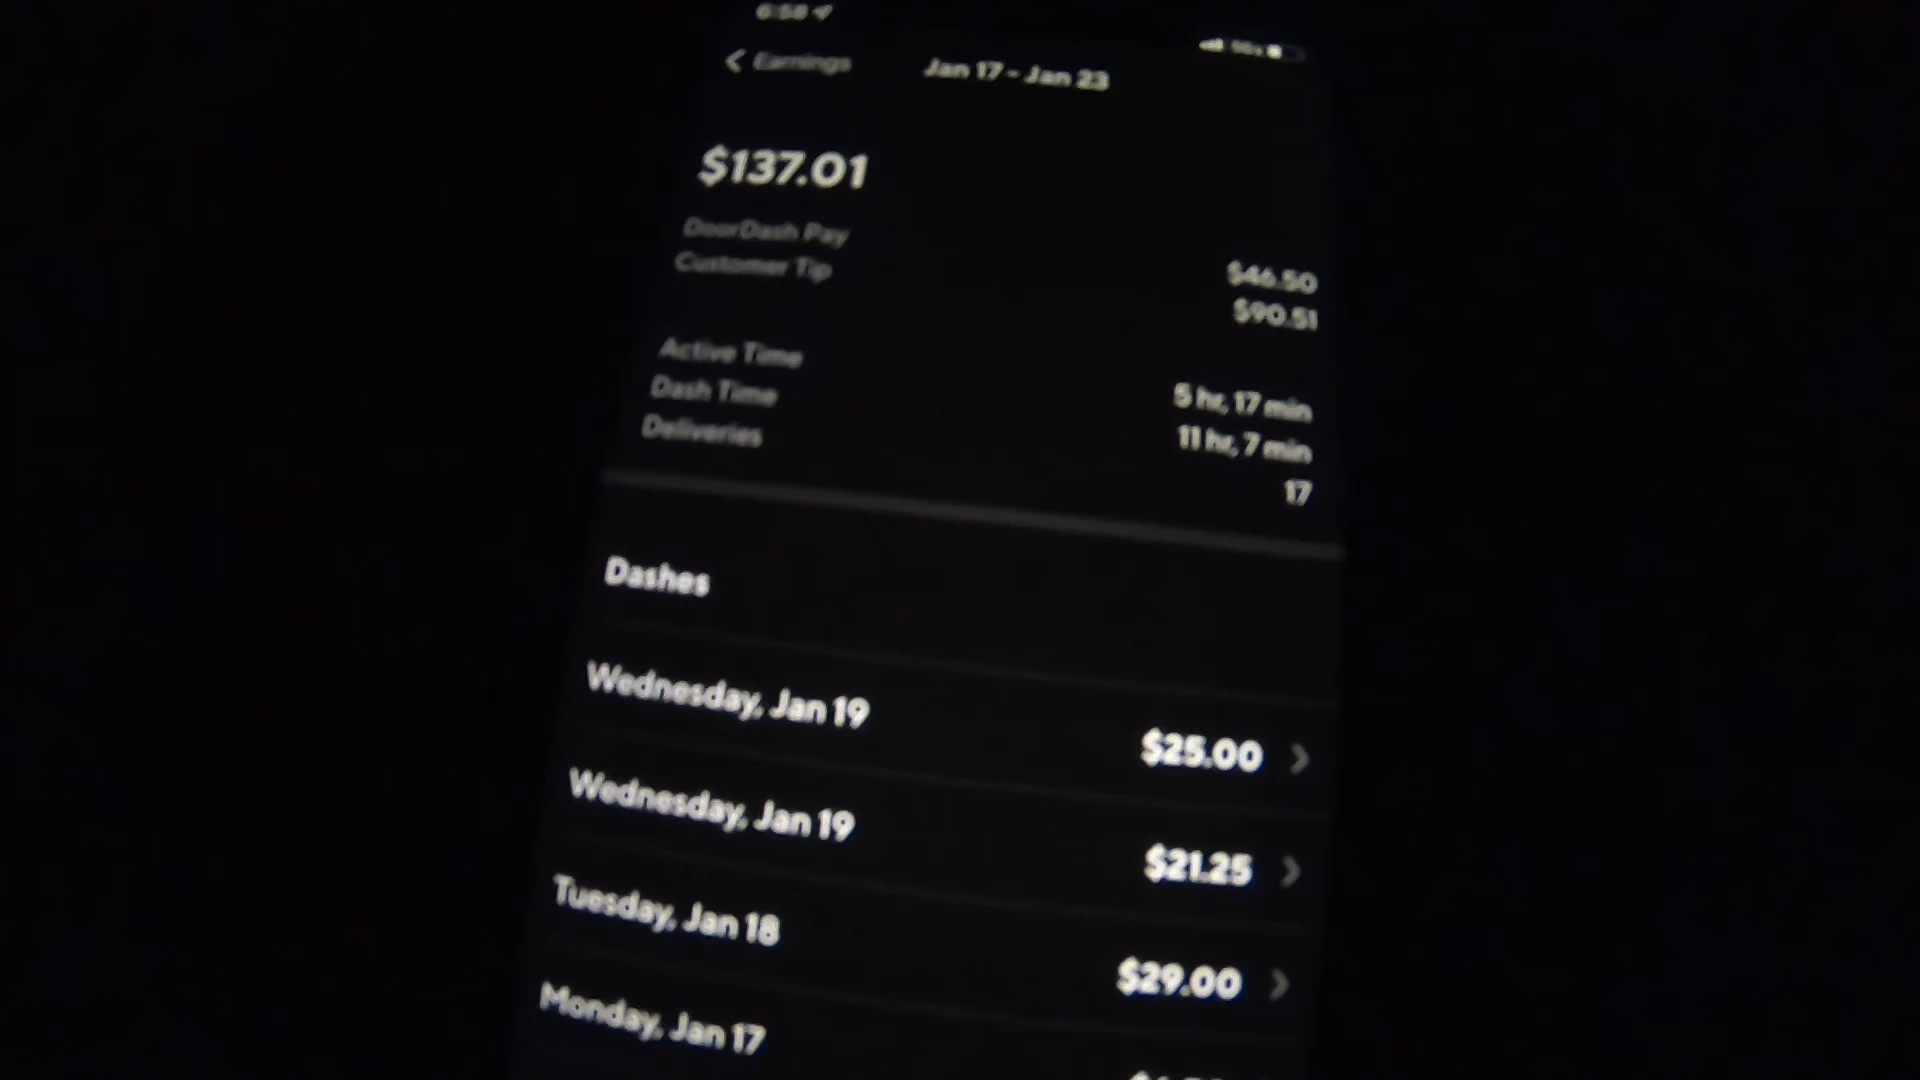 6:58
< Earnings
Jan 17 - Jan 23
$137.01
DoorDash Pay $46.50
Customer Tip $90.51
Active Time 5 hr, 17 min
Dash Time 11 hr, 7 min
Deliveries 17
Dashes
Wednesday, Jan 19 $25.00 >
Wednesday, Jan 19 $21.25 >
Tuesday, Jan 18 $29.00 >
Monday, Jan 17